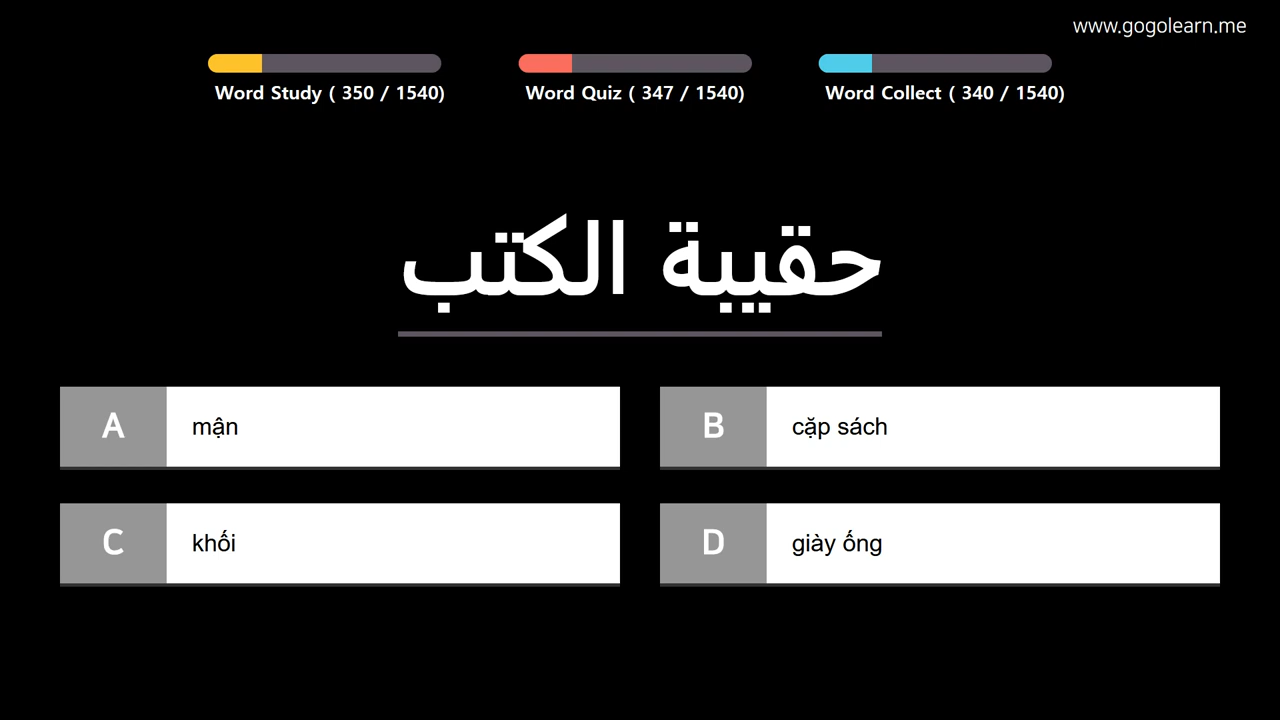 www.gogolearn.me
Word Study ( 350 / 1540)
Word Quiz ( 347 / 1540)
Word Collect ( 340 / 1540)
حقيبة الكتب
A mận
B cặp sách
C khối
D giày ống